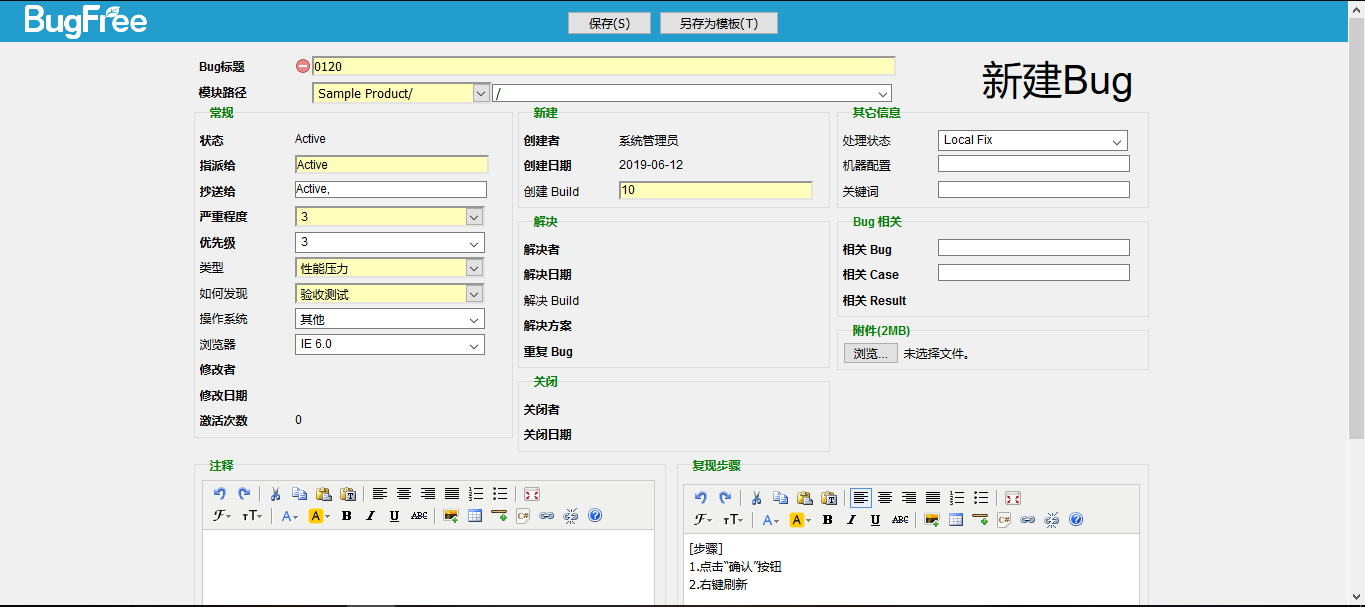 BugFree
保存(S) 另存为模板(T)
Bug标题 0120
新建Bug
模块路径 Sample Product/ /
常规
状态 Active
指派给 Active
抄送给 Active,
严重程度 3
优先级 3
类型 性能压力
如何发现 验收测试
操作系统 其他
浏览器 IE 6.0
修改者
修改日期
激活次数 0
新建
创建者 系统管理员
创建日期 2019-06-12
创建 Build 10
解决
解决者
解决日期
解决 Build
解决方案
重复 Bug
关闭
关闭者
关闭日期
其它信息
处理状态 Local Fix
机器配置
关键词
Bug 相关
相关 Bug
相关 Case
相关 Result
附件(2MB)
浏览... 未选择文件。
注释
ℱ TT A A B I U ABC C#
复现步骤
ℱ TT A A B I U ABC C#
[步骤]
1.点击“确认”按钮
2.右键刷新